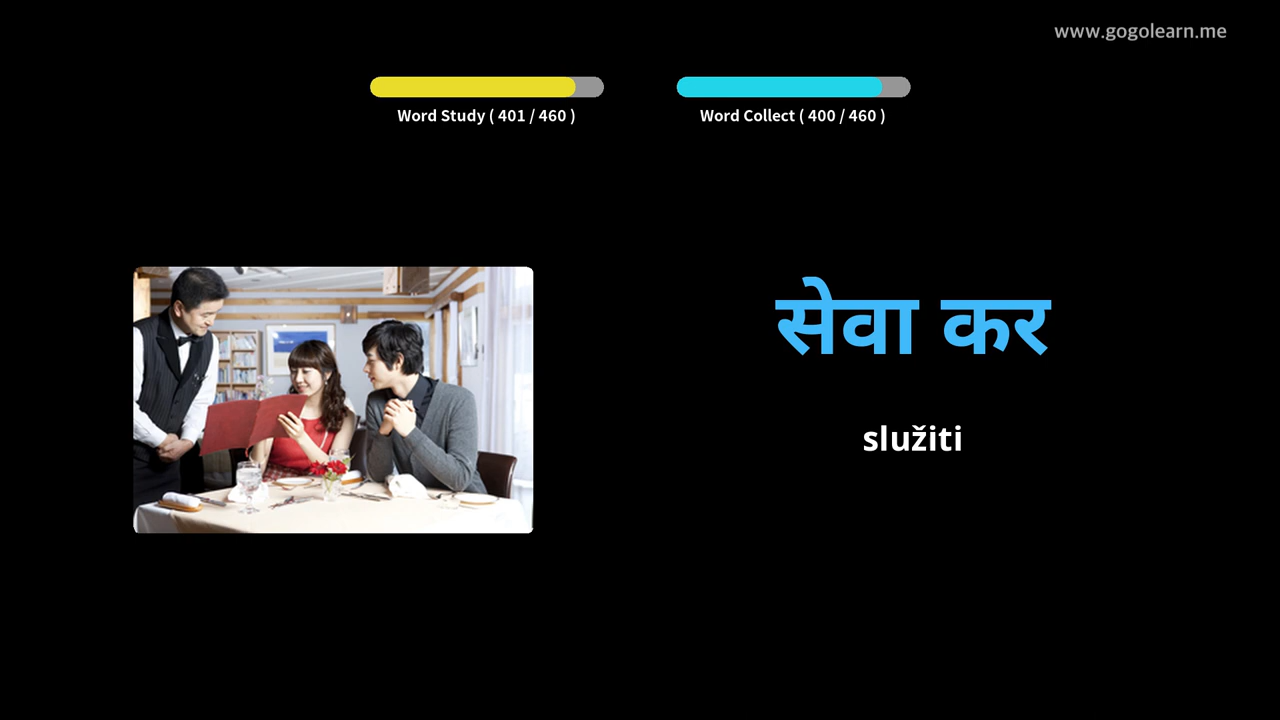 www.gogolearn.me
Word Study ( 401 / 460 )
Word Collect ( 400 / 460 )
सेवा कर
služiti